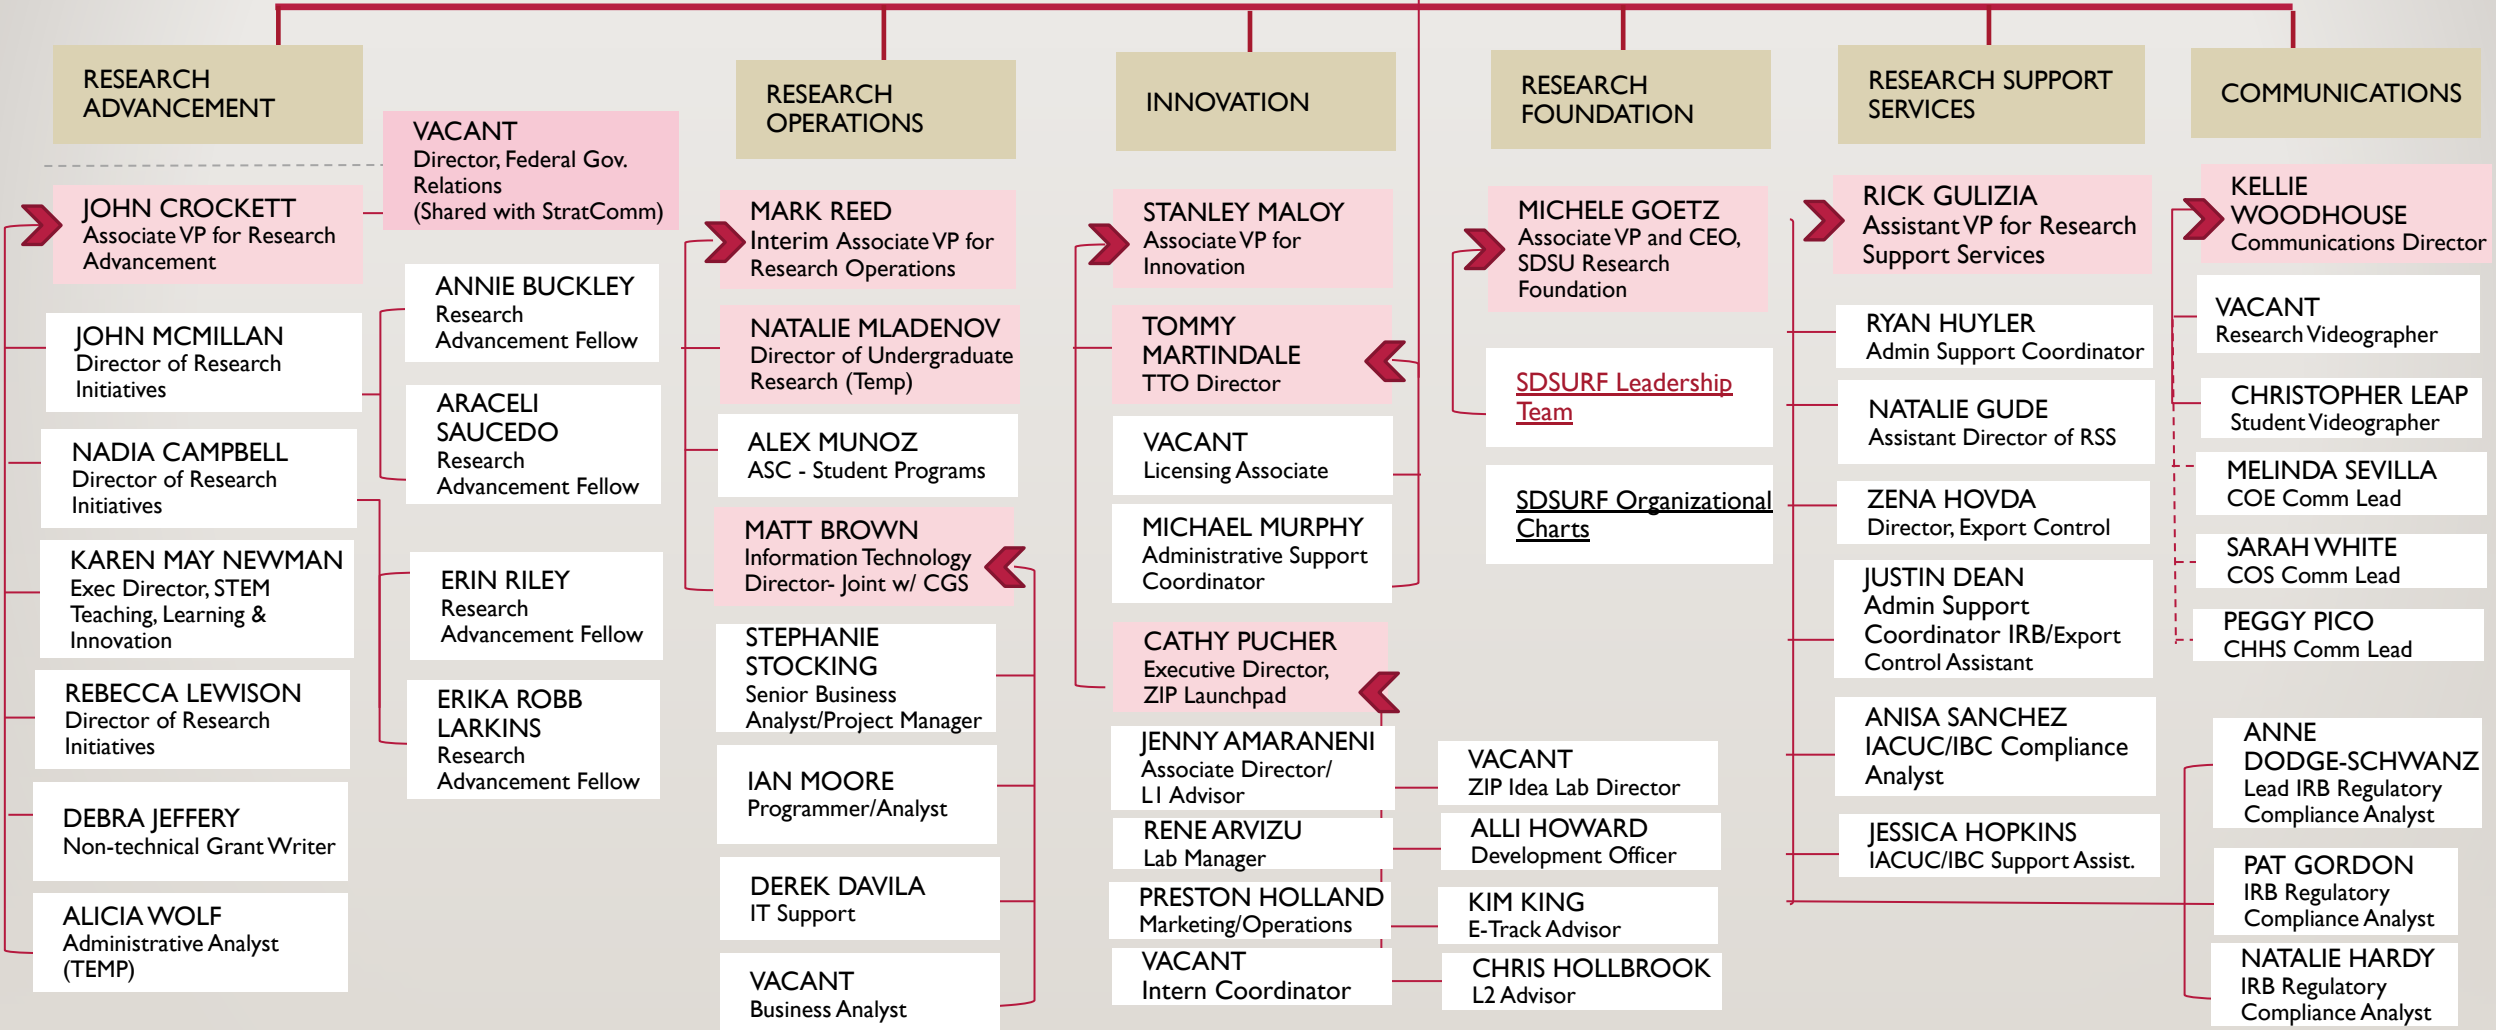 RESEARCH
ADVANCEMENT
VACANT
Director, Federal Gov.
Relations
(Shared with StratComm)
JOHN CROCKETT
Associate VP for Research
Advancement
JOHN MCMILLAN
Director of Research
Initiatives
ANNIE BUCKLEY
Research
Advancement Fellow
ARACELI
SAUCEDO
Research
Advancement Fellow
NADIA CAMPBELL
Director of Research
Initiatives
ERIN RILEY
Research
Advancement Fellow
ERIKA ROBB
LARKINS
Research
Advancement Fellow
KAREN MAY NEWMAN
Exec Director, STEM
Teaching, Learning &
Innovation
REBECCA LEWISON
Director of Research
Initiatives
DEBRA JEFFERY
Non-technical Grant Writer
ALICIA WOLF
Administrative Analyst
(TEMP)
RESEARCH
OPERATIONS
MARK REED
Interim Associate VP for
Research Operations
NATALIE MLADENOV
Director of Undergraduate
Research (Temp)
ALEX MUNOZ
ASC - Student Programs
MATT BROWN
Information Technology
Director- Joint w/ CGS
STEPHANIE
STOCKING
Senior Business
Analyst/Project Manager
IAN MOORE
Programmer/Analyst
DEREK DAVILA
IT Support
VACANT
Business Analyst
INNOVATION
STANLEY MALOY
Associate VP for
Innovation
TOMMY
MARTINDALE
TTO Director
VACANT
Licensing Associate
MICHAEL MURPHY
Administrative Support
Coordinator
CATHY PUCHER
Executive Director,
ZIP Launchpad
JENNY AMARANENI
Associate Director/
L1 Advisor
RENE ARVIZU
Lab Manager
PRESTON HOLLAND
Marketing/Operations
VACANT
Intern Coordinator
VACANT
ZIP Idea Lab Director
ALLI HOWARD
Development Officer
KIM KING
E-Track Advisor
CHRIS HOLLBROOK
L2 Advisor
RESEARCH
FOUNDATION
MICHELE GOETZ
Associate VP and CEO,
SDSU Research
Foundation
SDSURF Leadership
Team
SDSURF Organizational
Charts
RESEARCH SUPPORT
SERVICES
RICK GULIZIA
Assistant VP for Research
Support Services
RYAN HUYLER
Admin Support Coordinator
NATALIE GUDE
Assistant Director of RSS
ZENA HOVDA
Director, Export Control
JUSTIN DEAN
Admin Support
Coordinator IRB/Export
Control Assistant
ANISA SANCHEZ
IACUC/IBC Compliance
Analyst
JESSICA HOPKINS
IACUC/IBC Support Assist.
ANNE
DODGE-SCHWANZ
Lead IRB Regulatory
Compliance Analyst
PAT GORDON
IRB Regulatory
Compliance Analyst
NATALIE HARDY
IRB Regulatory
Compliance Analyst
COMMUNICATIONS
KELLIE
WOODHOUSE
Communications Director
VACANT
Research Videographer
CHRISTOPHER LEAP
Student Videographer
MELINDA SEVILLA
COE Comm Lead
SARAH WHITE
COS Comm Lead
PEGGY PICO
CHHS Comm Lead